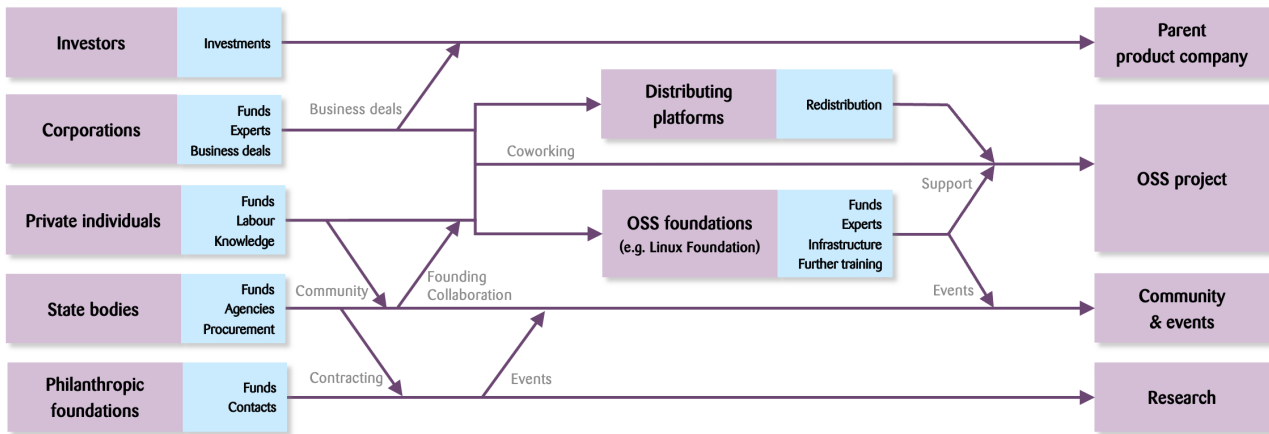 Investors
Investments
Parent
product company
Business deals
Corporations
Funds
Experts
Business deals
Distributing
platforms
Redistribution
Coworking
Support
OSS project
Private individuals
Funds
Labour
Knowledge
OSS foundations
(e.g. Linux Foundation)
Funds
Experts
Infrastructure
Further training
Founding
Collaboration
Community
Events
State bodies
Funds
Agencies
Procurement
Community
& events
Contracting
Events
Philanthropic
foundations
Funds
Contacts
Research